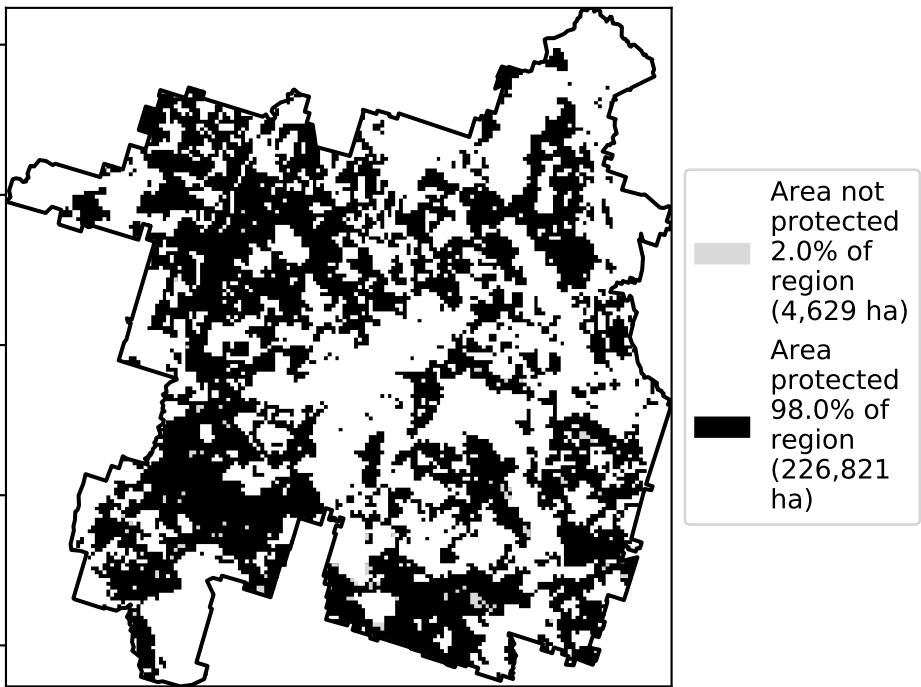 Area not
protected
2.0% of
region
(4,629 ha)
Area
protected
98.0% of
region
(226,821
ha)